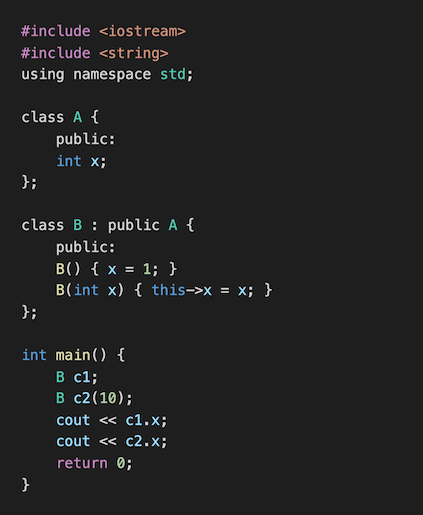 #include <iostream>
#include <string>
using namespace std;
class A {
public:
int x;
};
class B : public A {
public:
B() { x = 1; }
B(int x) { this->x = x; }
};
int main() {
B c1;
B c2(10);
cout << c1.x;
cout << c2.x;
return 0;
}